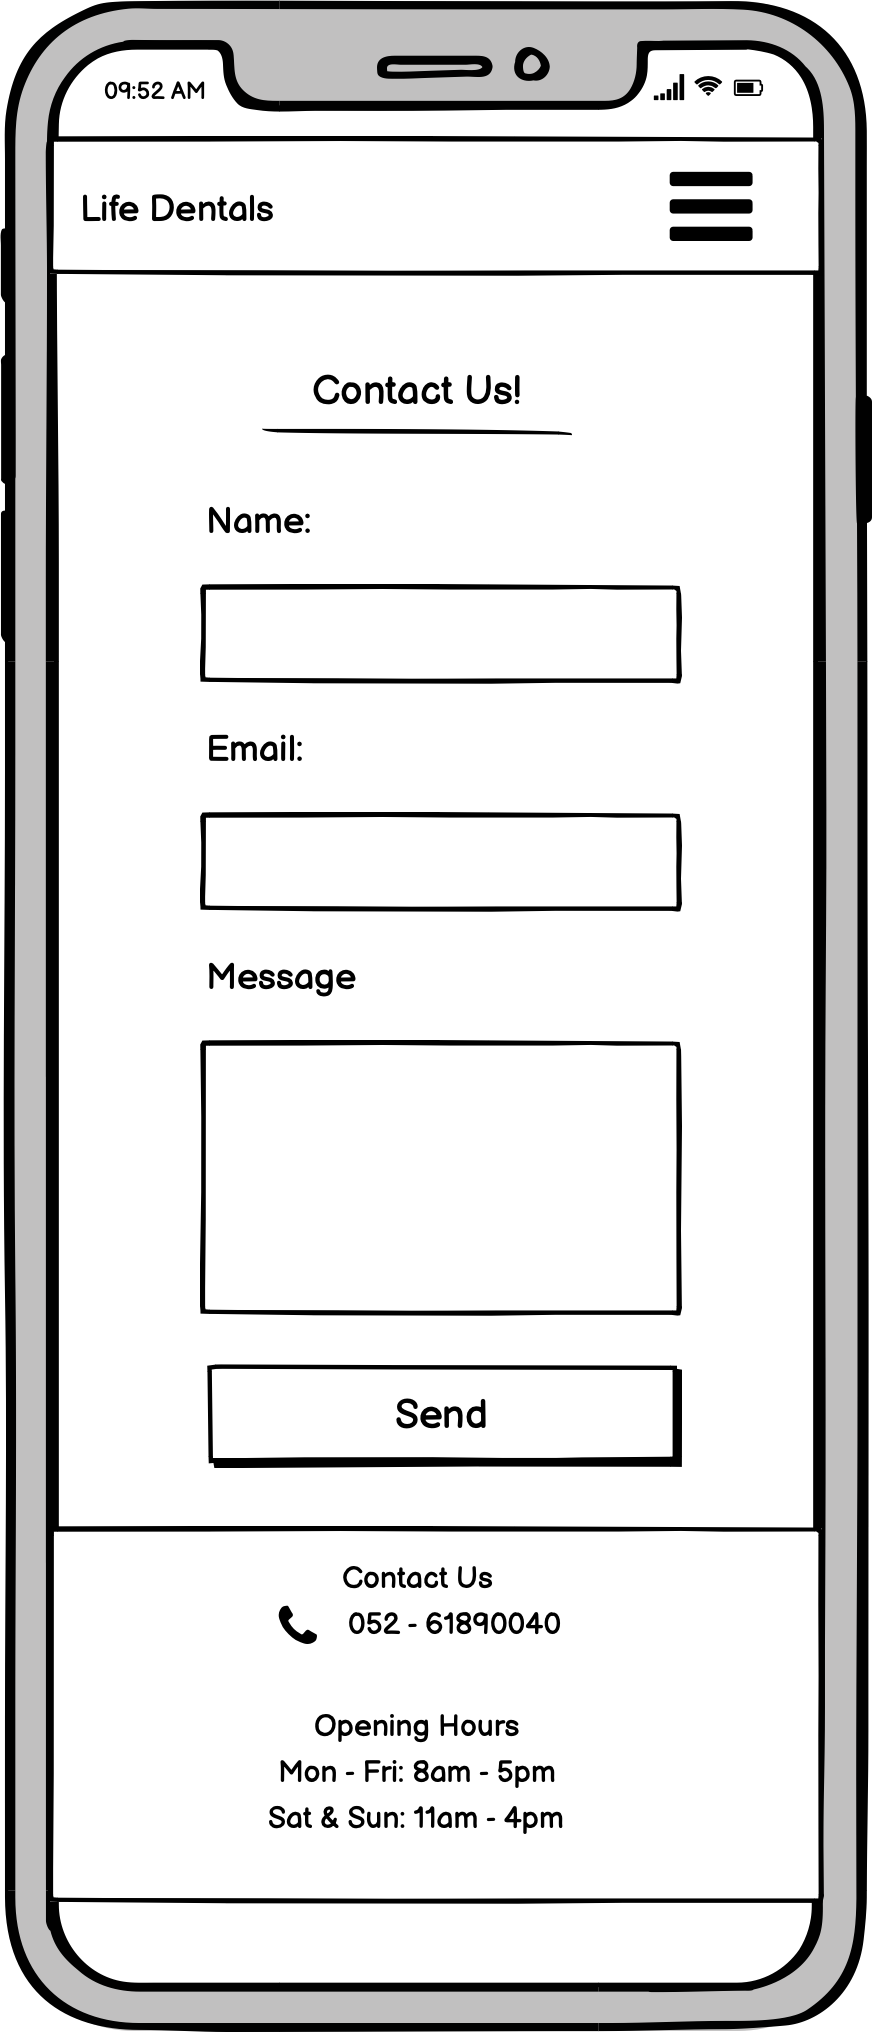 09:52 AM
Life Dentals
Contact Us!
Name:
Email:
Message
Send
Contact Us
052 - 61890040
Opening Hours
Mon - Fri: 8am - 5pm
Sat & Sun: 11am - 4pm